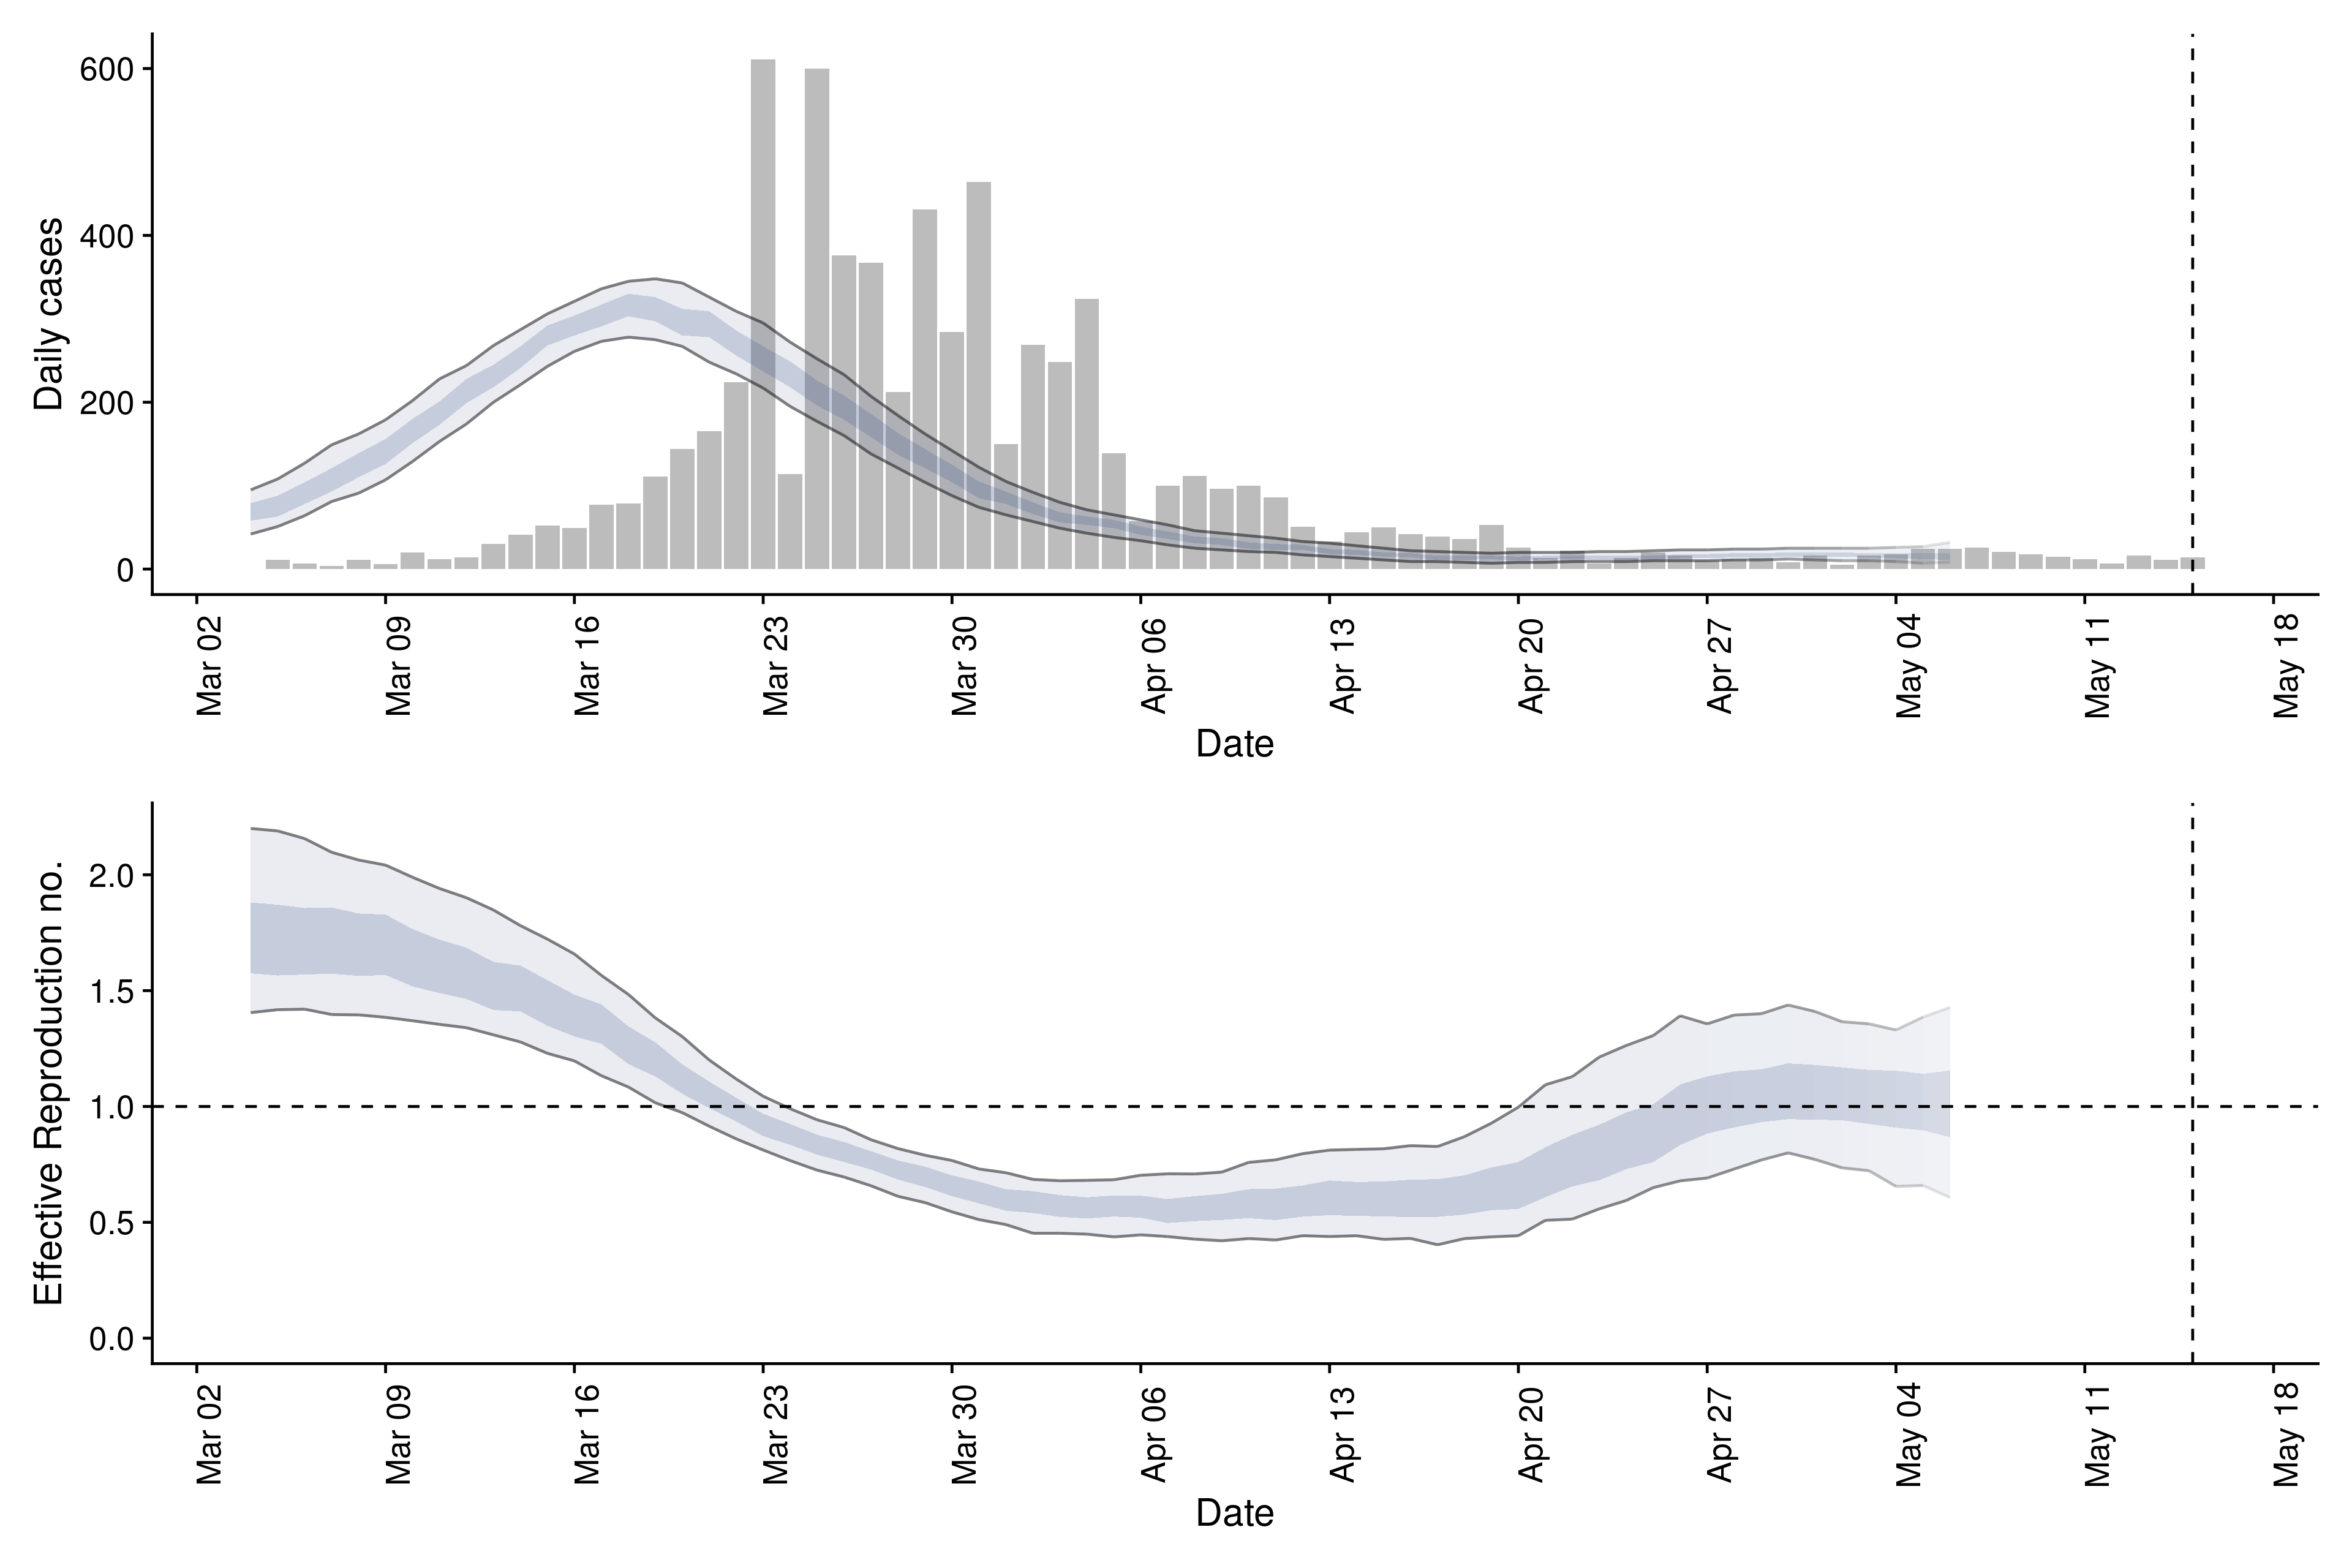 Daily cases
600
400
200
0
Mar 02
Mar 09
Mar 16
Mar 23
Mar 30
Apr 06
Apr 13
Apr 20
Apr 27
May 04
May 11
May 18
Date
Effective Reproduction no.
2.0
1.5
1.0
0.5
0.0
Mar 02
Mar 09
Mar 16
Mar 23
Mar 30
Apr 06
Apr 13
Apr 20
Apr 27
May 04
May 11
May 18
Date